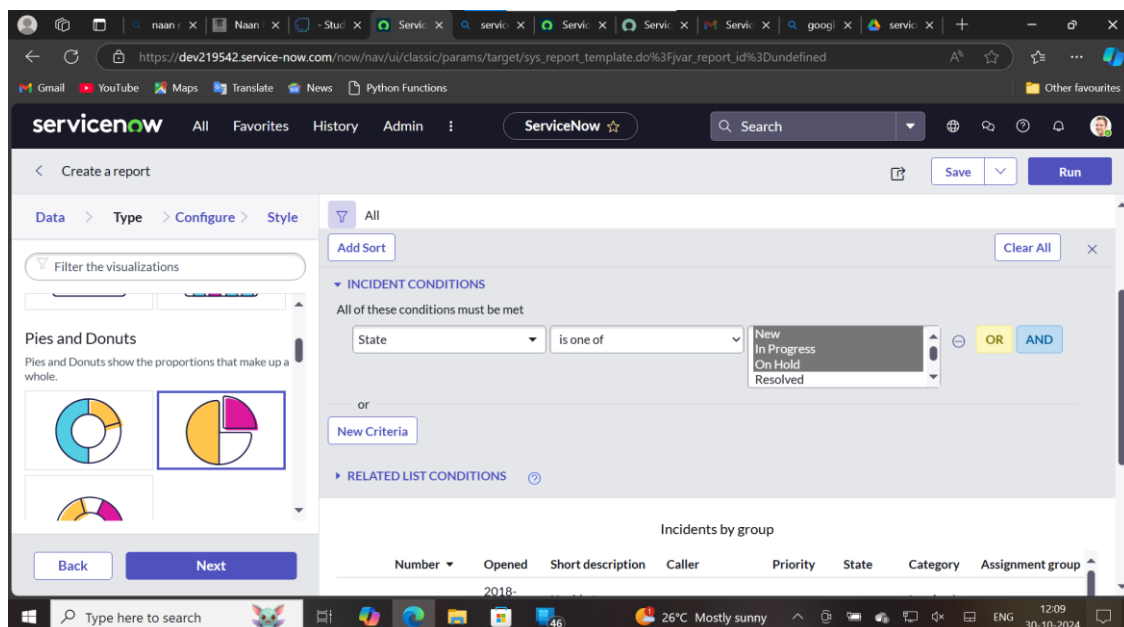 naan r
Naan
- Stud
Servic
servic
Servic
Servic
Servic
googl
servic
https://dev219542.service-now.com/now/nav/ui/classic/params/target/sys_report_template.do%3Fjvar_report_id%3Dundefined
Gmail YouTube Maps Translate News Python Functions Other favourites
servicenow All Favorites History Admin ServiceNow Search
Create a report Save Run
Data > Type > Configure > Style
All
Add Sort Clear All
Filter the visualizations
INCIDENT CONDITIONS
All of these conditions must be met
Pies and Donuts
Pies and Donuts show the proportions that make up a
whole.
State is one of
New
In Progress
On Hold
Resolved
OR AND
or
New Criteria
RELATED LIST CONDITIONS
Incidents by group
Back Next
Number Opened Short description Caller Priority State Category Assignment group
2018-
Type here to search
46
26°C Mostly sunny
ENG
12:09
30-10-2024